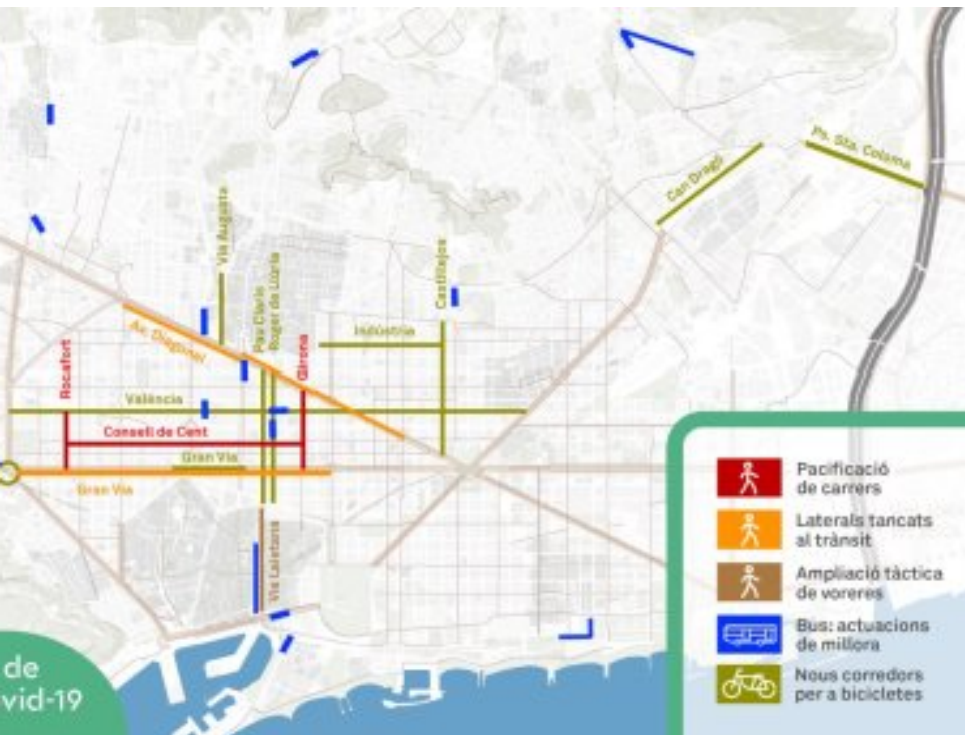 Ps. Sta. Coloma
Can Dragó
Via Augusta
Castillejos
Pau Claris
Roger de Llúria
Av. Diagonal
Indústria
Rocafort
Girona
València
Consell de Cent
Gran Via
Gran Via
Via Laietana
Pacificació
de carrers
Laterals tancats
al trànsit
Ampliació tàctica
de voreres
Bus: actuacions
de millora
Nous corredors
per a bicicletes
de
vid-19